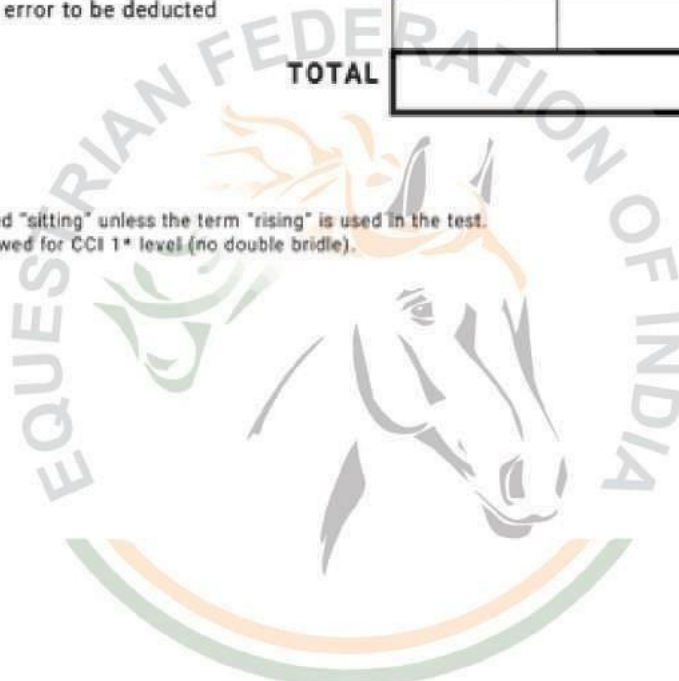 error to be deducted
TOTAL
ed "sitting" unless the term "rising" is used in the test.
wed for CCI 1* level (no double bridle).
EQUESTRIAN FEDERATION OF INDIA